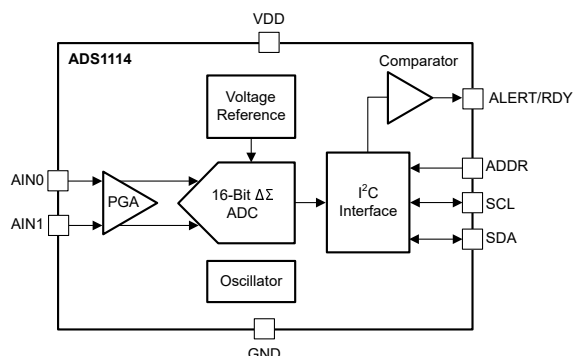 VDD
ADS1114
Comparator
Voltage
Reference
ALERT/RDY
AIN0
PGA
16-Bit ΔΣ
ADC
I²C
Interface
ADDR
SCL
AIN1
SDA
Oscillator
GND